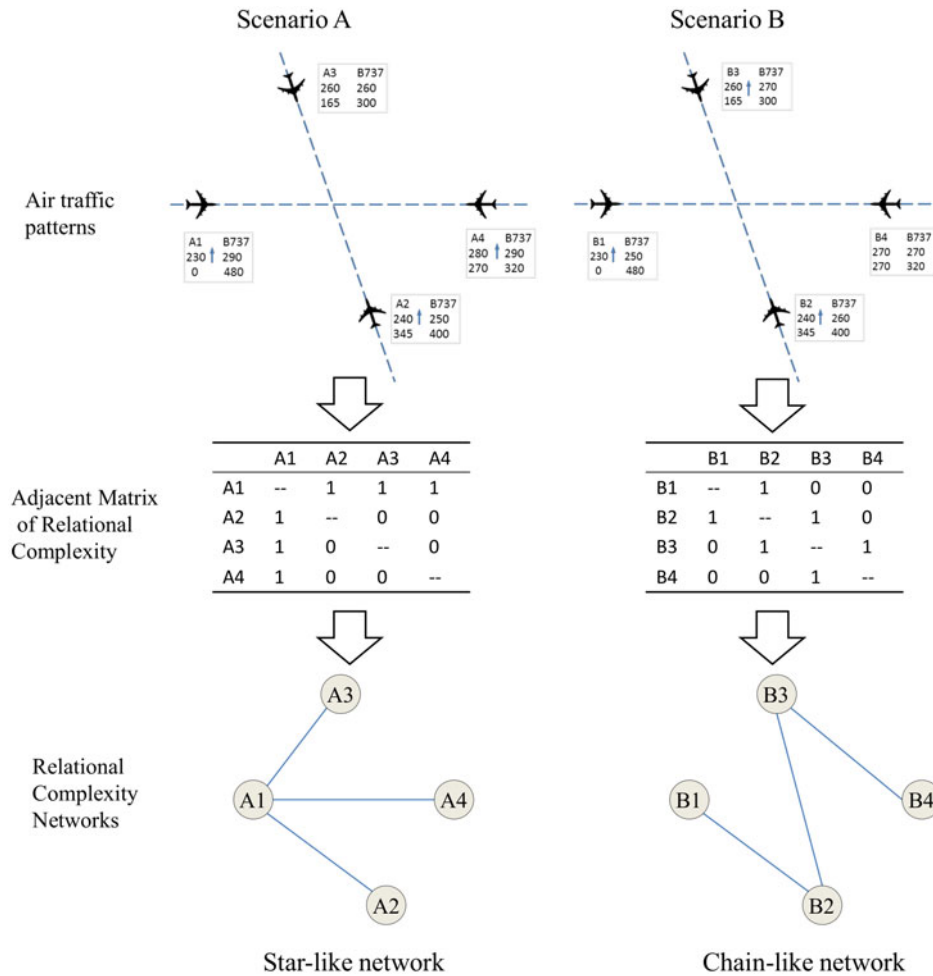 Scenario A
Scenario B
A3 B737
260 260
165 300
B3 B737
260 270
165 300
Air traffic
patterns
A1 B737
230 290
0 480
A4 B737
280 290
270 320
B1 B737
230 250
0 480
B4 B737
270 270
270 320
A2 B737
240 250
345 400
B2 B737
240 260
345 400
Adjacent Matrix
of Relational
Complexity
A1 A2 A3 A4
A1 -- 1 1 1
A2 1 -- 0 0
A3 1 0 -- 0
A4 1 0 0 --
B1 B2 B3 B4
B1 -- 1 0 0
B2 1 -- 1 0
B3 0 1 -- 1
B4 0 0 1 --
Relational
Complexity
Networks
A3
A1
A4
A2
B3
B1
B4
B2
Star-like network
Chain-like network